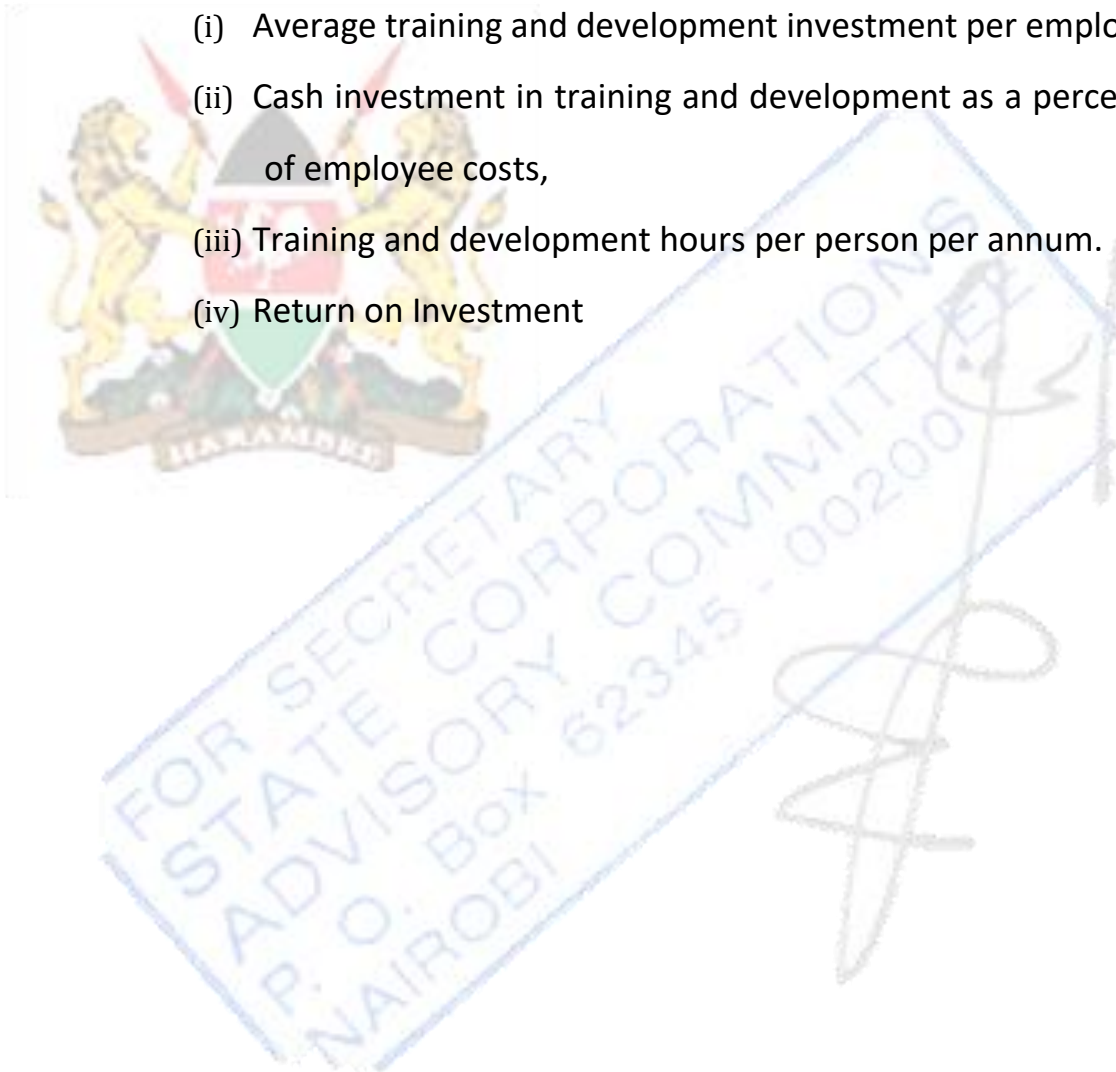 (i) Average training and development investment per emplo
(ii) Cash investment in training and development as a perce
of employee costs,
(iii) Training and development hours per person per annum.
(iv) Return on Investment
HARAMBEE
FOR SECRETARY
STATE CORPORATIONS
ADVISORY COMMITTEE
P. O. Box 62345 - 00200
NAIROBI